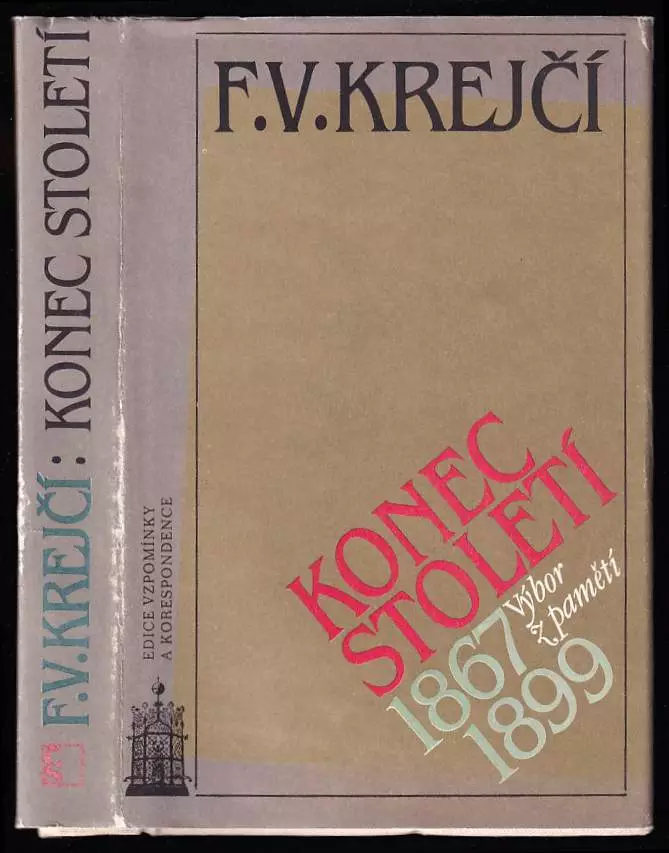 F.V.KREJČÍ: KONEC STOLETÍ
EDICE VZPOMÍNKY
A KORESPONDENCE
F.V.KREJČÍ
KONEC
STOLETÍ
1867
Výbor
z pamětí
1899